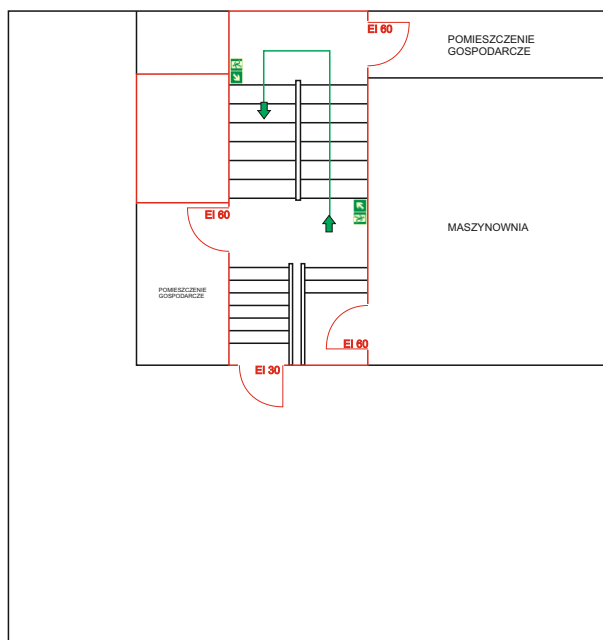 EI 60
POMIESZCZENIE
GOSPODARCZE
EI 60
MASZYNOWNIA
POMIESZCZENIE
GOSPODARCZE
EI 60
EI 30